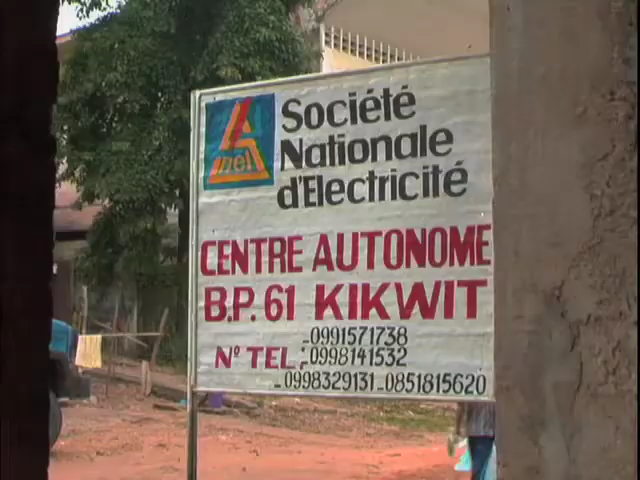 Société
Nationale
d'Electricité
snel
CENTRE AUTONOME
B.P. 61 KIKWIT
-0991571738
N° TEL: -0998141532
-0998329131 -0851815620